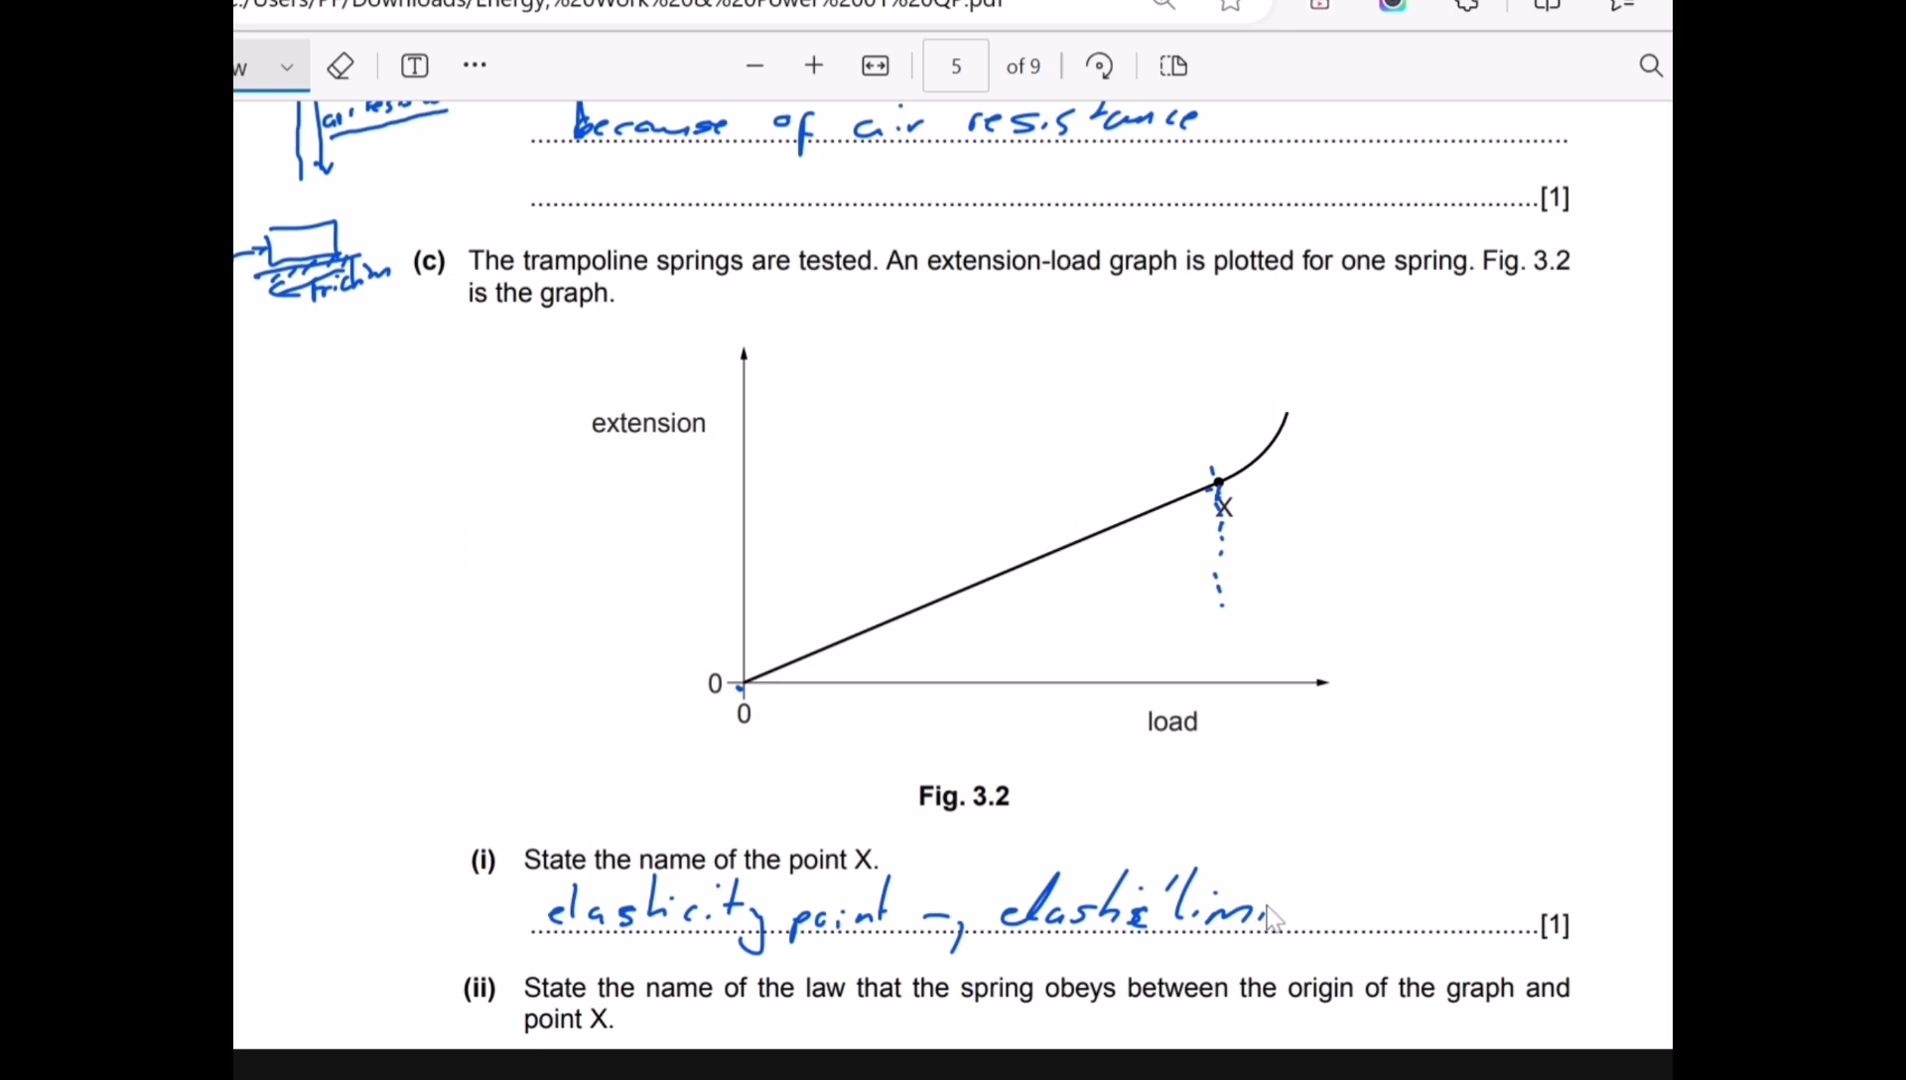 5 of 9
because of air resistance
[1]
friction
(c) The trampoline springs are tested. An extension-load graph is plotted for one spring. Fig. 3.2
is the graph.
extension
X
0
0
load
Fig. 3.2
(i) State the name of the point X.
elasticity point → elastic lim
[1]
(ii) State the name of the law that the spring obeys between the origin of the graph and
point X.